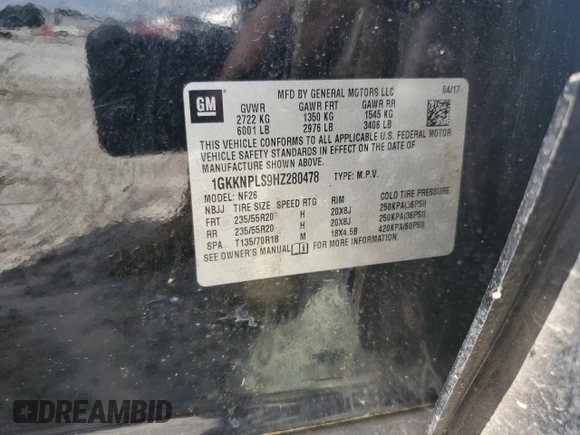 MFD BY GENERAL MOTORS LLC 04/17
GM
GVWR GAWR FRT GAWR RR
2722 KG 1350 KG 1545 KG
6001 LB 2976 LB 3406 LB
THIS VEHICLE CONFORMS TO ALL APPLICABLE U.S. FEDERAL MOTOR
VEHICLE SAFETY STANDARDS IN EFFECT ON THE DATE OF
MANUFACTURE SHOWN ABOVE.
1GKKNPLS9HZ280478 TYPE: M.P.V.
MODEL: NF26
NBJJ TIRE SIZE SPEED RTG RIM COLD TIRE PRESSURE
FRT 235/55R20 H 20X8J 250KPA(36PSI)
RR 235/55R20 H 20X8J 250KPA(36PSI)
SPA T135/70R18 18X4.5B 420KPA(60PSI)
SEE OWNER'S MANUAL FOR MORE INFORMATION.
DREAMBID